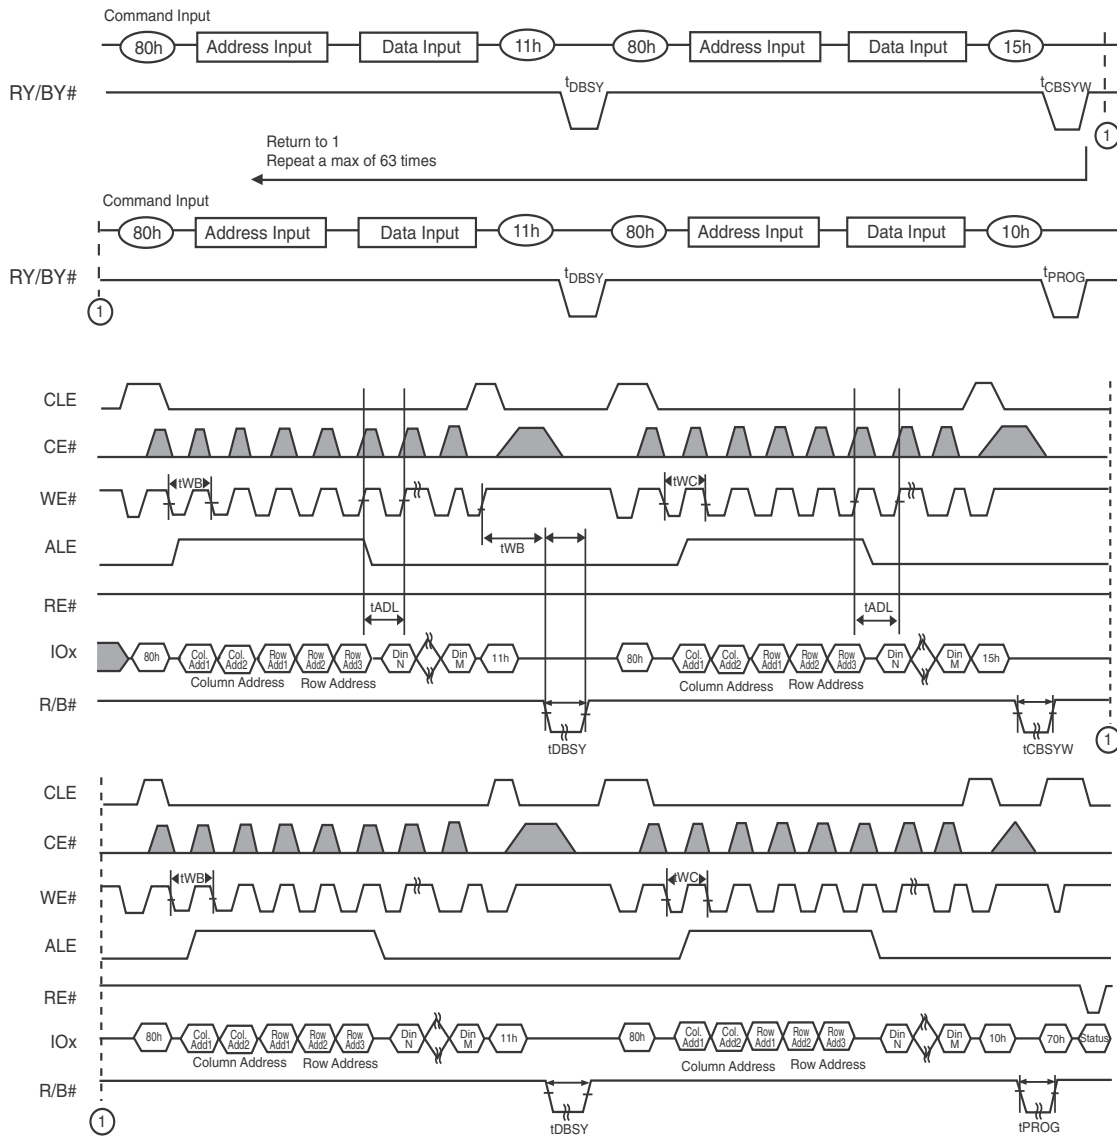 Command Input
80h Address Input Data Input 11h 80h Address Input Data Input 15h
RY/BY# tDBSY tCBSYW
1
Return to 1
Repeat a max of 63 times
Command Input
80h Address Input Data Input 11h 80h Address Input Data Input 10h
RY/BY# tDBSY tPROG
1
CLE
CE#
WE# tWB tWC
ALE tWB
RE# tADL tADL
IOx 80h Col. Add1 Col. Add2 Row Add1 Row Add2 Row Add3 Din N Din M 11h 80h Col. Add1 Col. Add2 Row Add1 Row Add2 Row Add3 Din N Din M 15h
Column Address Row Address Column Address Row Address
R/B#
tDBSY tCBSYW 1
CLE
CE#
WE# tWB tWC
ALE
RE#
IOx 80h Col. Add1 Col. Add2 Row Add1 Row Add2 Row Add3 Din N Din M 11h 80h Col. Add1 Col. Add2 Row Add1 Row Add2 Row Add3 Din N Din M 10h 70h Status
Column Address Row Address Column Address Row Address
R/B#
1 tDBSY tPROG